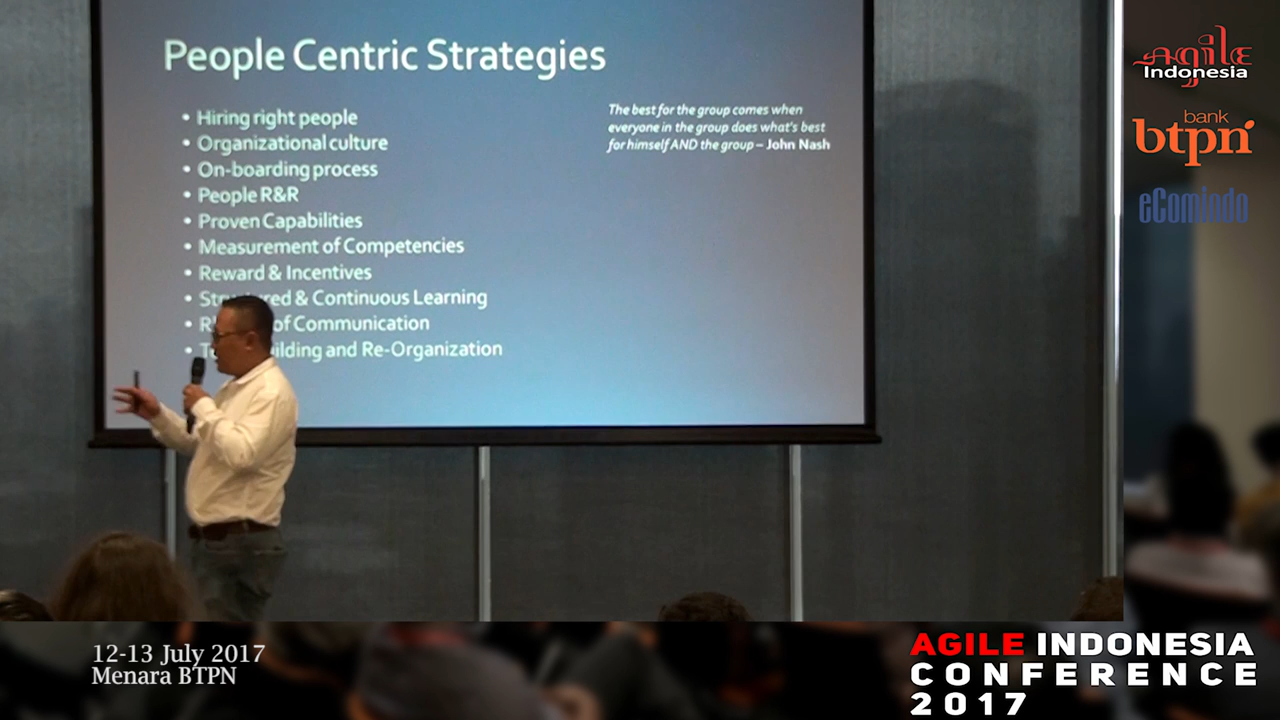 People Centric Strategies
• Hiring right people
• Organizational culture
• On-boarding process
• People R&R
• Proven Capabilities
• Measurement of Competencies
• Reward & Incentives
• & Continuous Learning
• of Communication
• and Re-Organization
The best for the group comes when
everyone in the group does what's best
for himself AND the group – John Nash
agile
Indonesia
bank
btpn
eComindo
12-13 July 2017
Menara BTPN
AGILE INDONESIA
CONFERENCE
2017